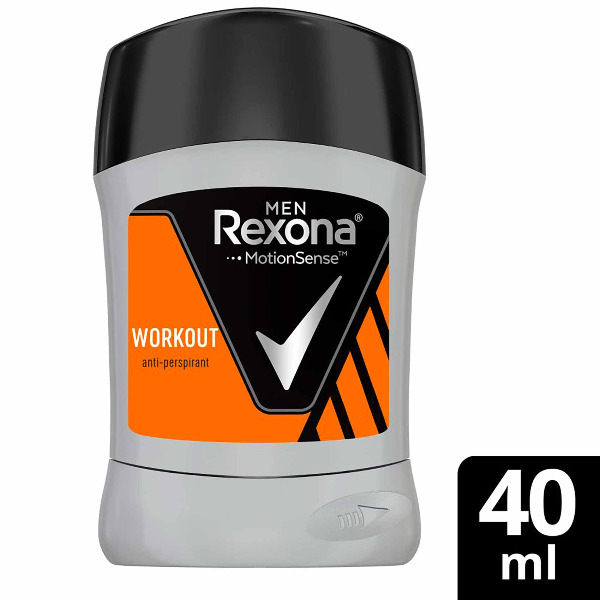 MEN
Rexona®
MotionSense™
WORKOUT
anti-perspirant
40
ml